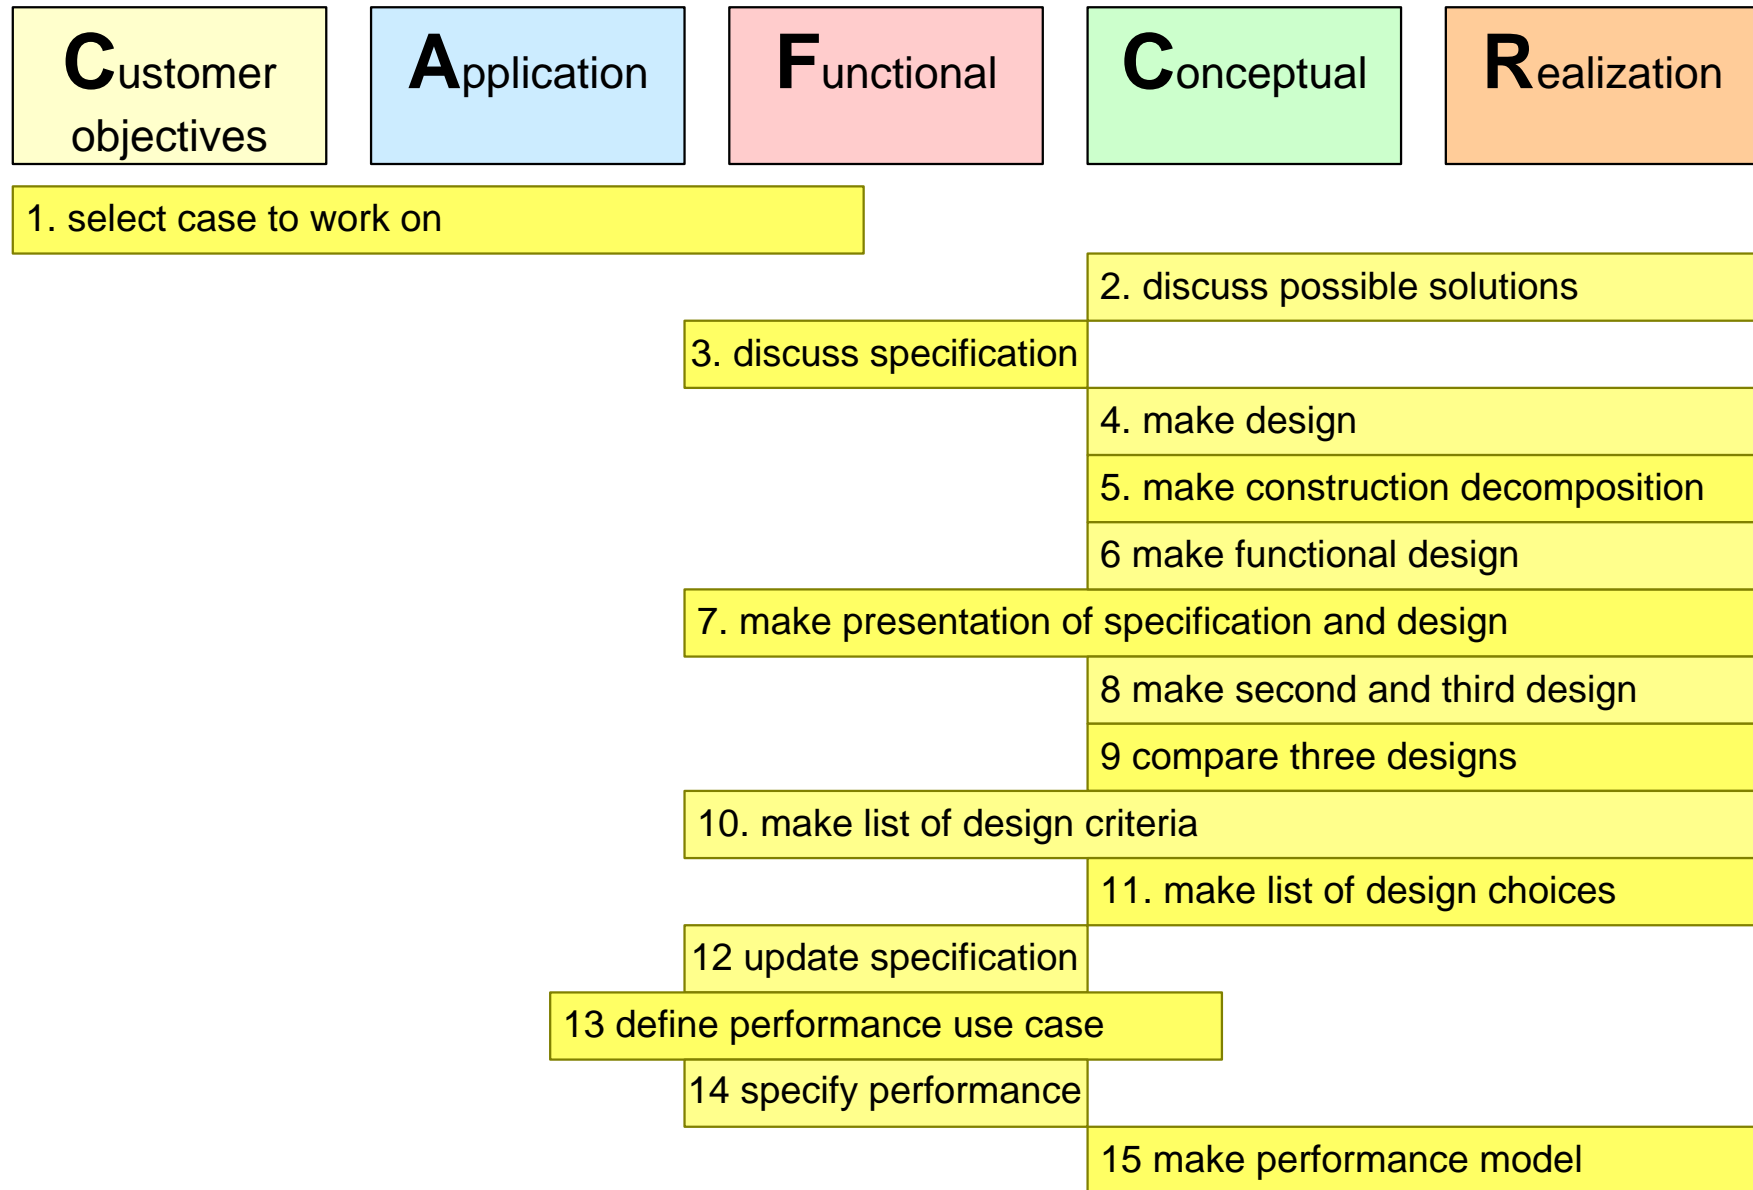 Customer
objectives
Application
Functional
Conceptual
Realization
1. select case to work on
2. discuss possible solutions
3. discuss specification
4. make design
5. make construction decomposition
6 make functional design
7. make presentation of specification and design
8 make second and third design
9 compare three designs
10. make list of design criteria
11. make list of design choices
12 update specification
13 define performance use case
14 specify performance
15 make performance model